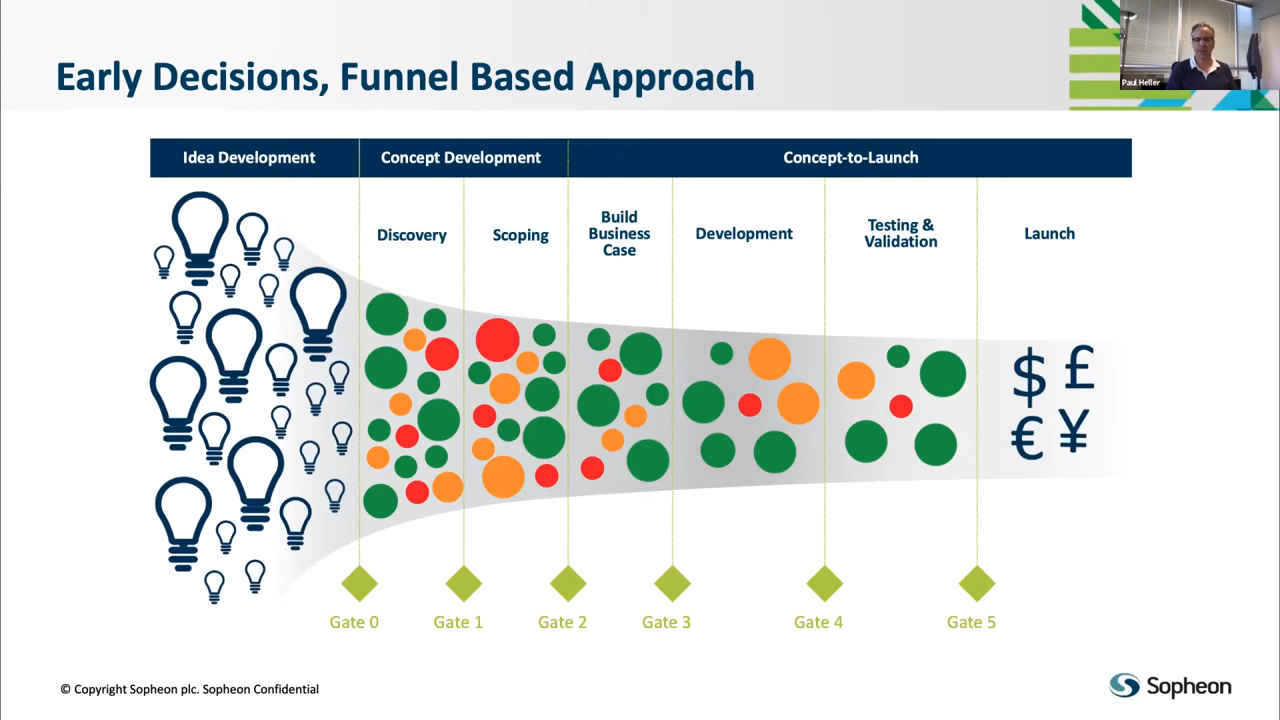 Early Decisions, Funnel Based Approach
Paul Heller
Idea Development
Concept Development
Concept-to-Launch
Discovery
Scoping
Build
Business
Case
Development
Testing &
Validation
Launch
$ £
€ ¥
Gate 0
Gate 1
Gate 2
Gate 3
Gate 4
Gate 5
© Copyright Sopheon plc. Sopheon Confidential
Sopheon